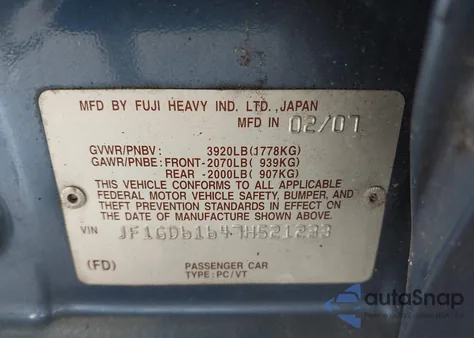 MFD BY FUJI HEAVY IND. LTD.,JAPAN
MFD IN 02/07
GVWR/PNBV: 3920LB(1778KG)
GAWR/PNBE: FRONT-2070LB( 939KG)
REAR -2000LB( 907KG)
THIS VEHICLE CONFORMS TO ALL APPLICABLE
FEDERAL MOTOR VEHICLE SAFETY, BUMPER, AND
THEFT PREVENTION STANDARDS IN EFFECT ON
THE DATE OF MANUFACTURE SHOWN ABOVE.
VIN
(FD) PASSENGER CAR
TYPE: PC/VT
autoSnap